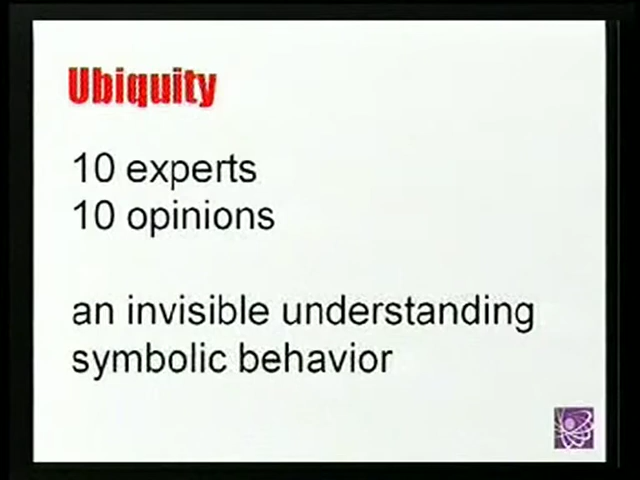 Ubiquity
10 experts
10 opinions
an invisible understanding
symbolic behavior